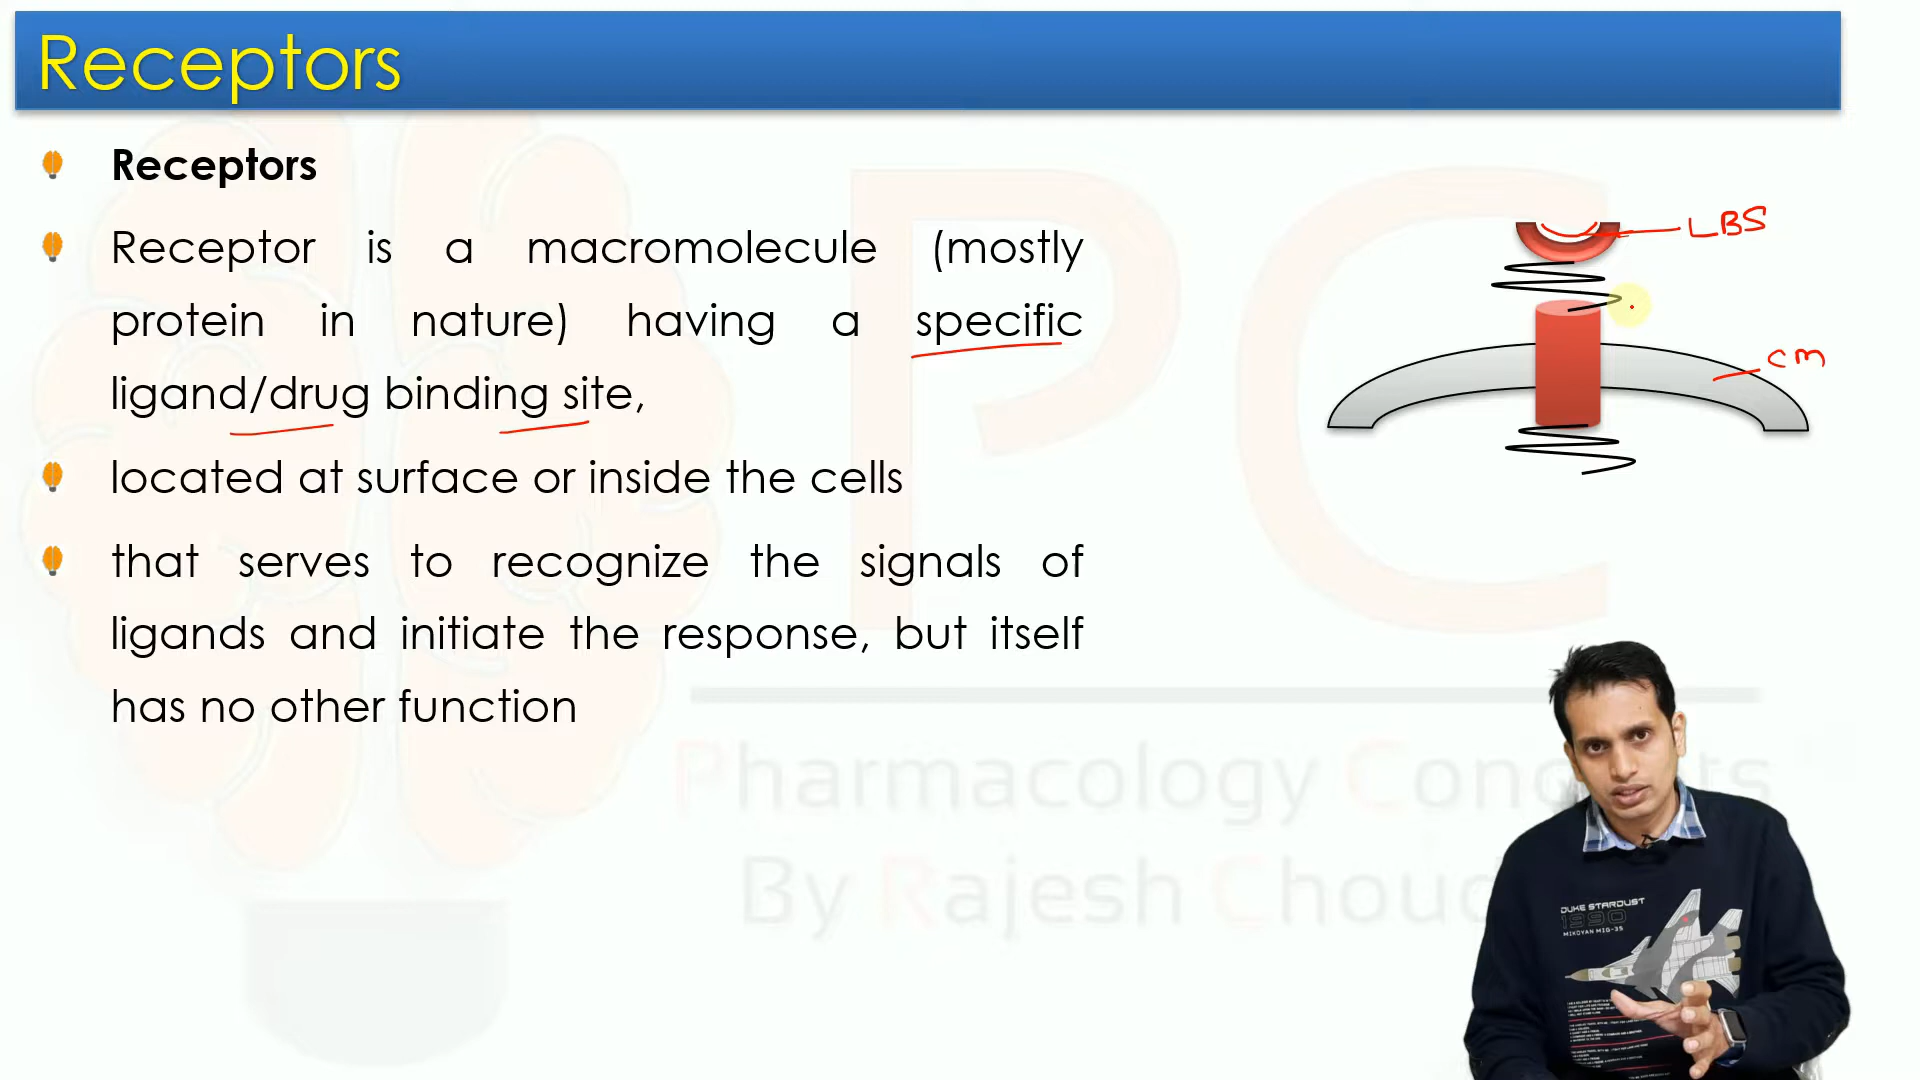 Receptors
Receptors
Receptor is a macromolecule (mostly
protein in nature) having a specific
ligand/drug binding site,
located at surface or inside the cells
that serves to recognize the signals of
ligands and initiate the response, but itself
has no other function
LBS
cm
PC
Pharmacology
By Rajesh
DUKE STARDUST
1990
MIKOYAN MIG-35